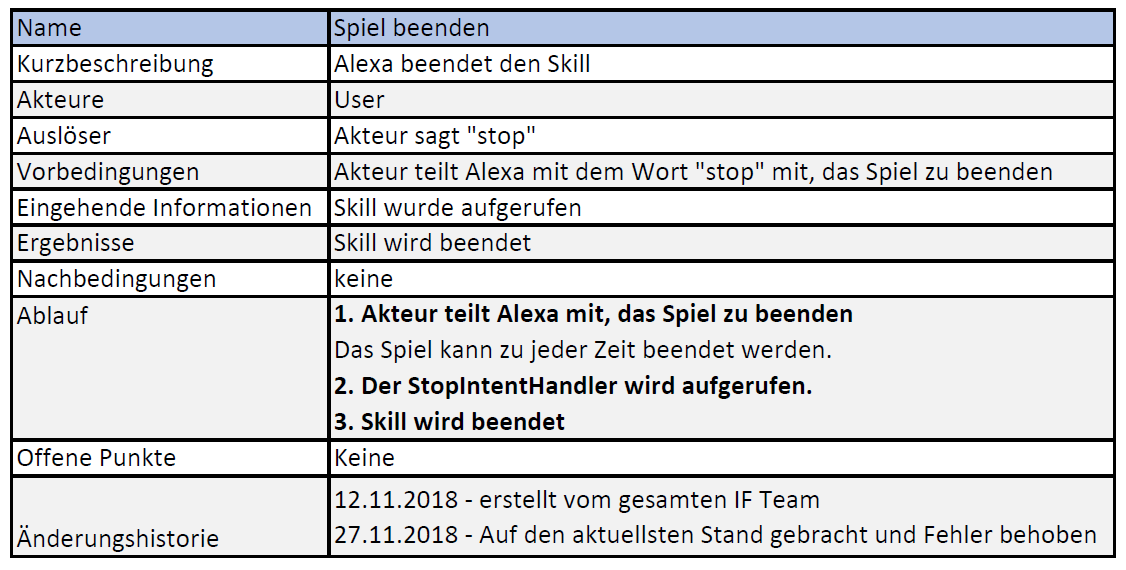 Name Spiel beenden
Kurzbeschreibung Alexa beendet den Skill
Akteure User
Auslöser Akteur sagt "stop"
Vorbedingungen Akteur teilt Alexa mit dem Wort "stop" mit, das Spiel zu beenden
Eingehende Informationen Skill wurde aufgerufen
Ergebnisse Skill wird beendet
Nachbedingungen keine
Ablauf 1. Akteur teilt Alexa mit, das Spiel zu beenden
Das Spiel kann zu jeder Zeit beendet werden.
2. Der StopIntentHandler wird aufgerufen.
3. Skill wird beendet
Offene Punkte Keine
12.11.2018 - erstellt vom gesamten IF Team
Änderungshistorie 27.11.2018 - Auf den aktuellsten Stand gebracht und Fehler behoben